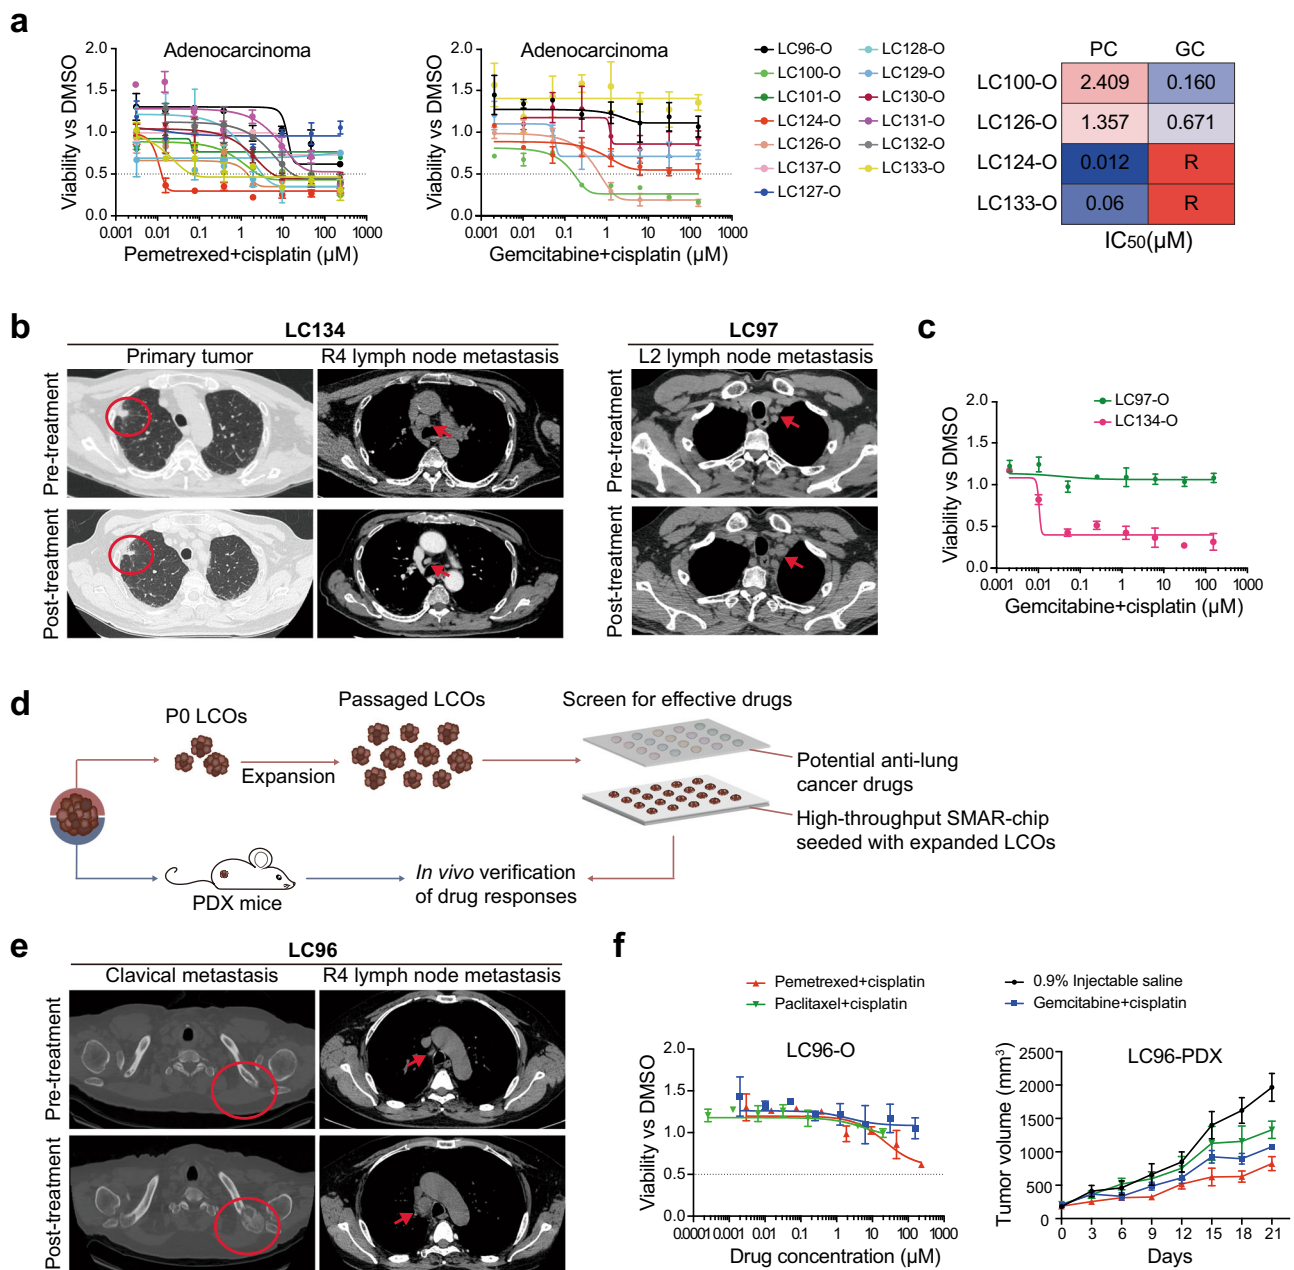 a
Adenocarcinoma
Viability vs DMSO
2.0
1.5
1.0
0.5
0.0
0.001 0.01 0.1 1 10 100 1000
Pemetrexed+cisplatin (µM)
Adenocarcinoma
Viability vs DMSO
2.0
1.5
1.0
0.5
0.0
0.001 0.01 0.1 1 10 100 1000
Gemcitabine+cisplatin (µM)
LC96-O
LC100-O
LC101-O
LC124-O
LC126-O
LC137-O
LC127-O
LC128-O
LC129-O
LC130-O
LC131-O
LC132-O
LC133-O
PC GC
LC100-O 2.409 0.160
LC126-O 1.357 0.671
LC124-O 0.012 R
LC133-O 0.06 R
IC50(µM)
b
LC134
Primary tumor
R4 lymph node metastasis
Pre-treatment
Post-treatment
LC97
L2 lymph node metastasis
Pre-treatment
Post-treatment
c
LC97-O
LC134-O
Viability vs DMSO
2.0
1.5
1.0
0.5
0.0
0.001 0.01 0.1 1 10 100 1000
Gemcitabine+cisplatin (µM)
d
P0 LCOs
Expansion
Passaged LCOs
Screen for effective drugs
Potential anti-lung
cancer drugs
High-throughput SMAR-chip
seeded with expanded LCOs
PDX mice
In vivo verification
of drug responses
e
LC96
Clavical metastasis
R4 lymph node metastasis
Pre-treatment
Post-treatment
f
Pemetrexed+cisplatin
Paclitaxel+cisplatin
0.9% Injectable saline
Gemcitabine+cisplatin
LC96-O
Viability vs DMSO
2.0
1.5
1.0
0.5
0.0
0.0001 0.001 0.01 0.1 1 10 100 1000
Drug concentration (µM)
LC96-PDX
Tumor volume (mm³)
2500
2000
1500
1000
500
0
0 3 6 9 12 15 18 21
Days